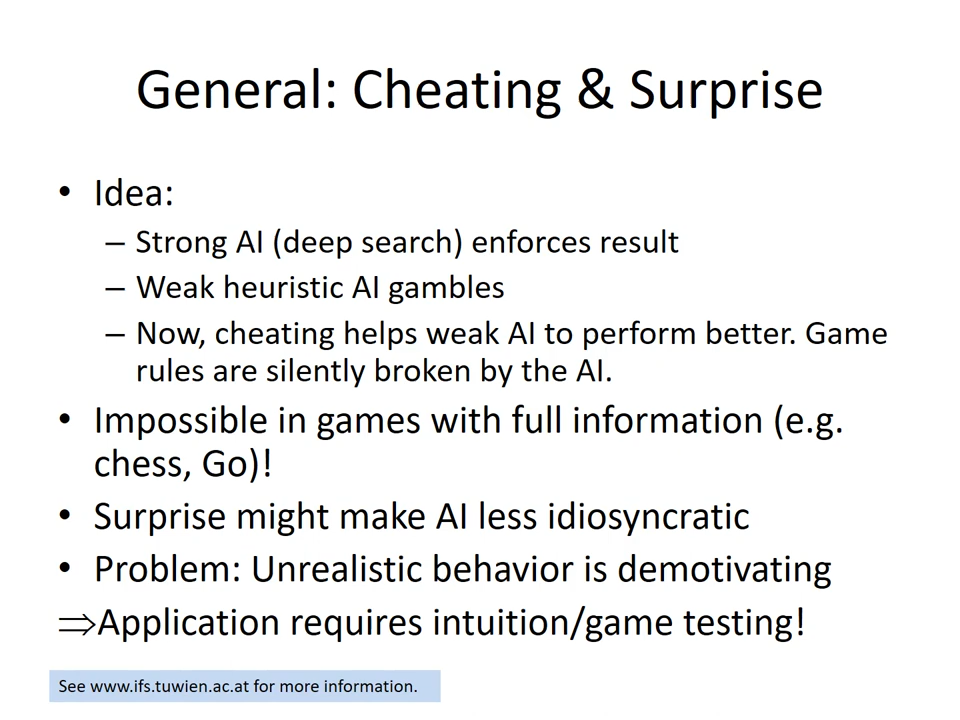 General: Cheating & Surprise
• Idea:
– Strong AI (deep search) enforces result
– Weak heuristic AI gambles
– Now, cheating helps weak AI to perform better. Game
rules are silently broken by the AI.
• Impossible in games with full information (e.g.
chess, Go)!
• Surprise might make AI less idiosyncratic
• Problem: Unrealistic behavior is demotivating
⇒Application requires intuition/game testing!
See www.ifs.tuwien.ac.at for more information.